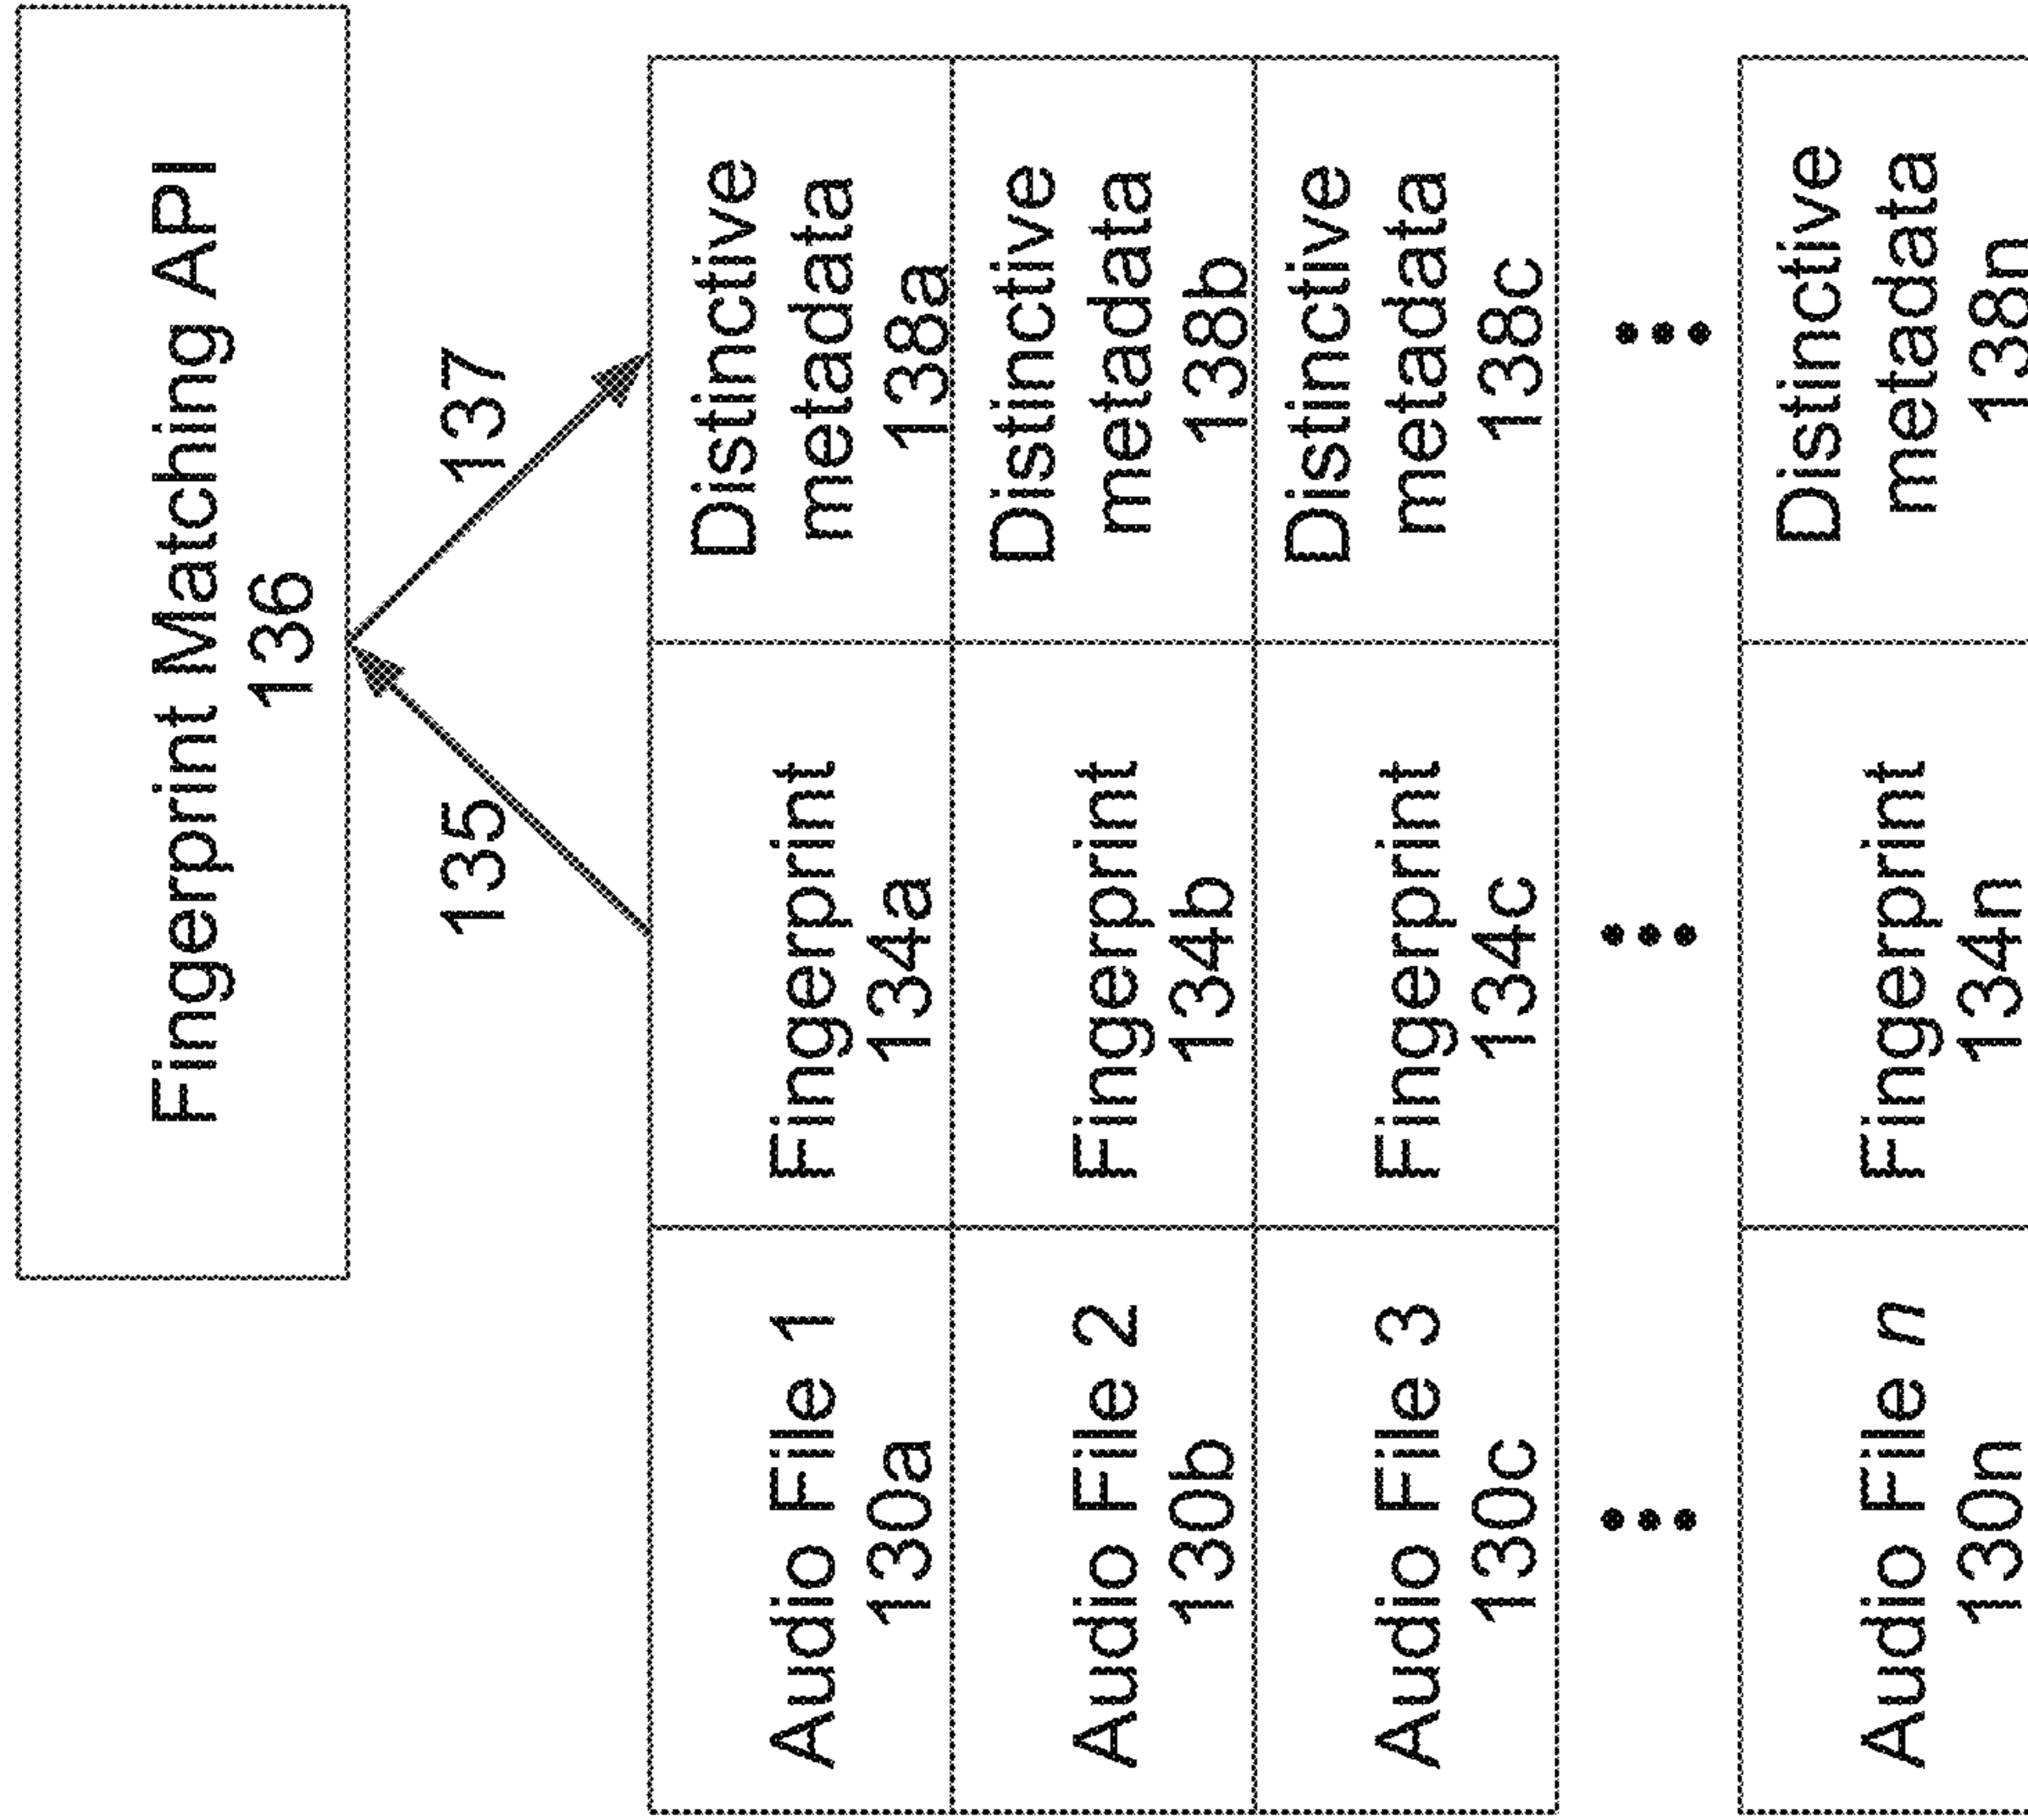 Fingerprint Matching API
136
135
137
Audio File 1
130a
Fingerprint
134a
Distinctive
metadata
138a
Audio File 2
130b
Fingerprint
134b
Distinctive
metadata
138b
Audio File 3
130c
Fingerprint
134c
Distinctive
metadata
138c
Audio File n
130n
Fingerprint
134n
Distinctive
metadata
138n